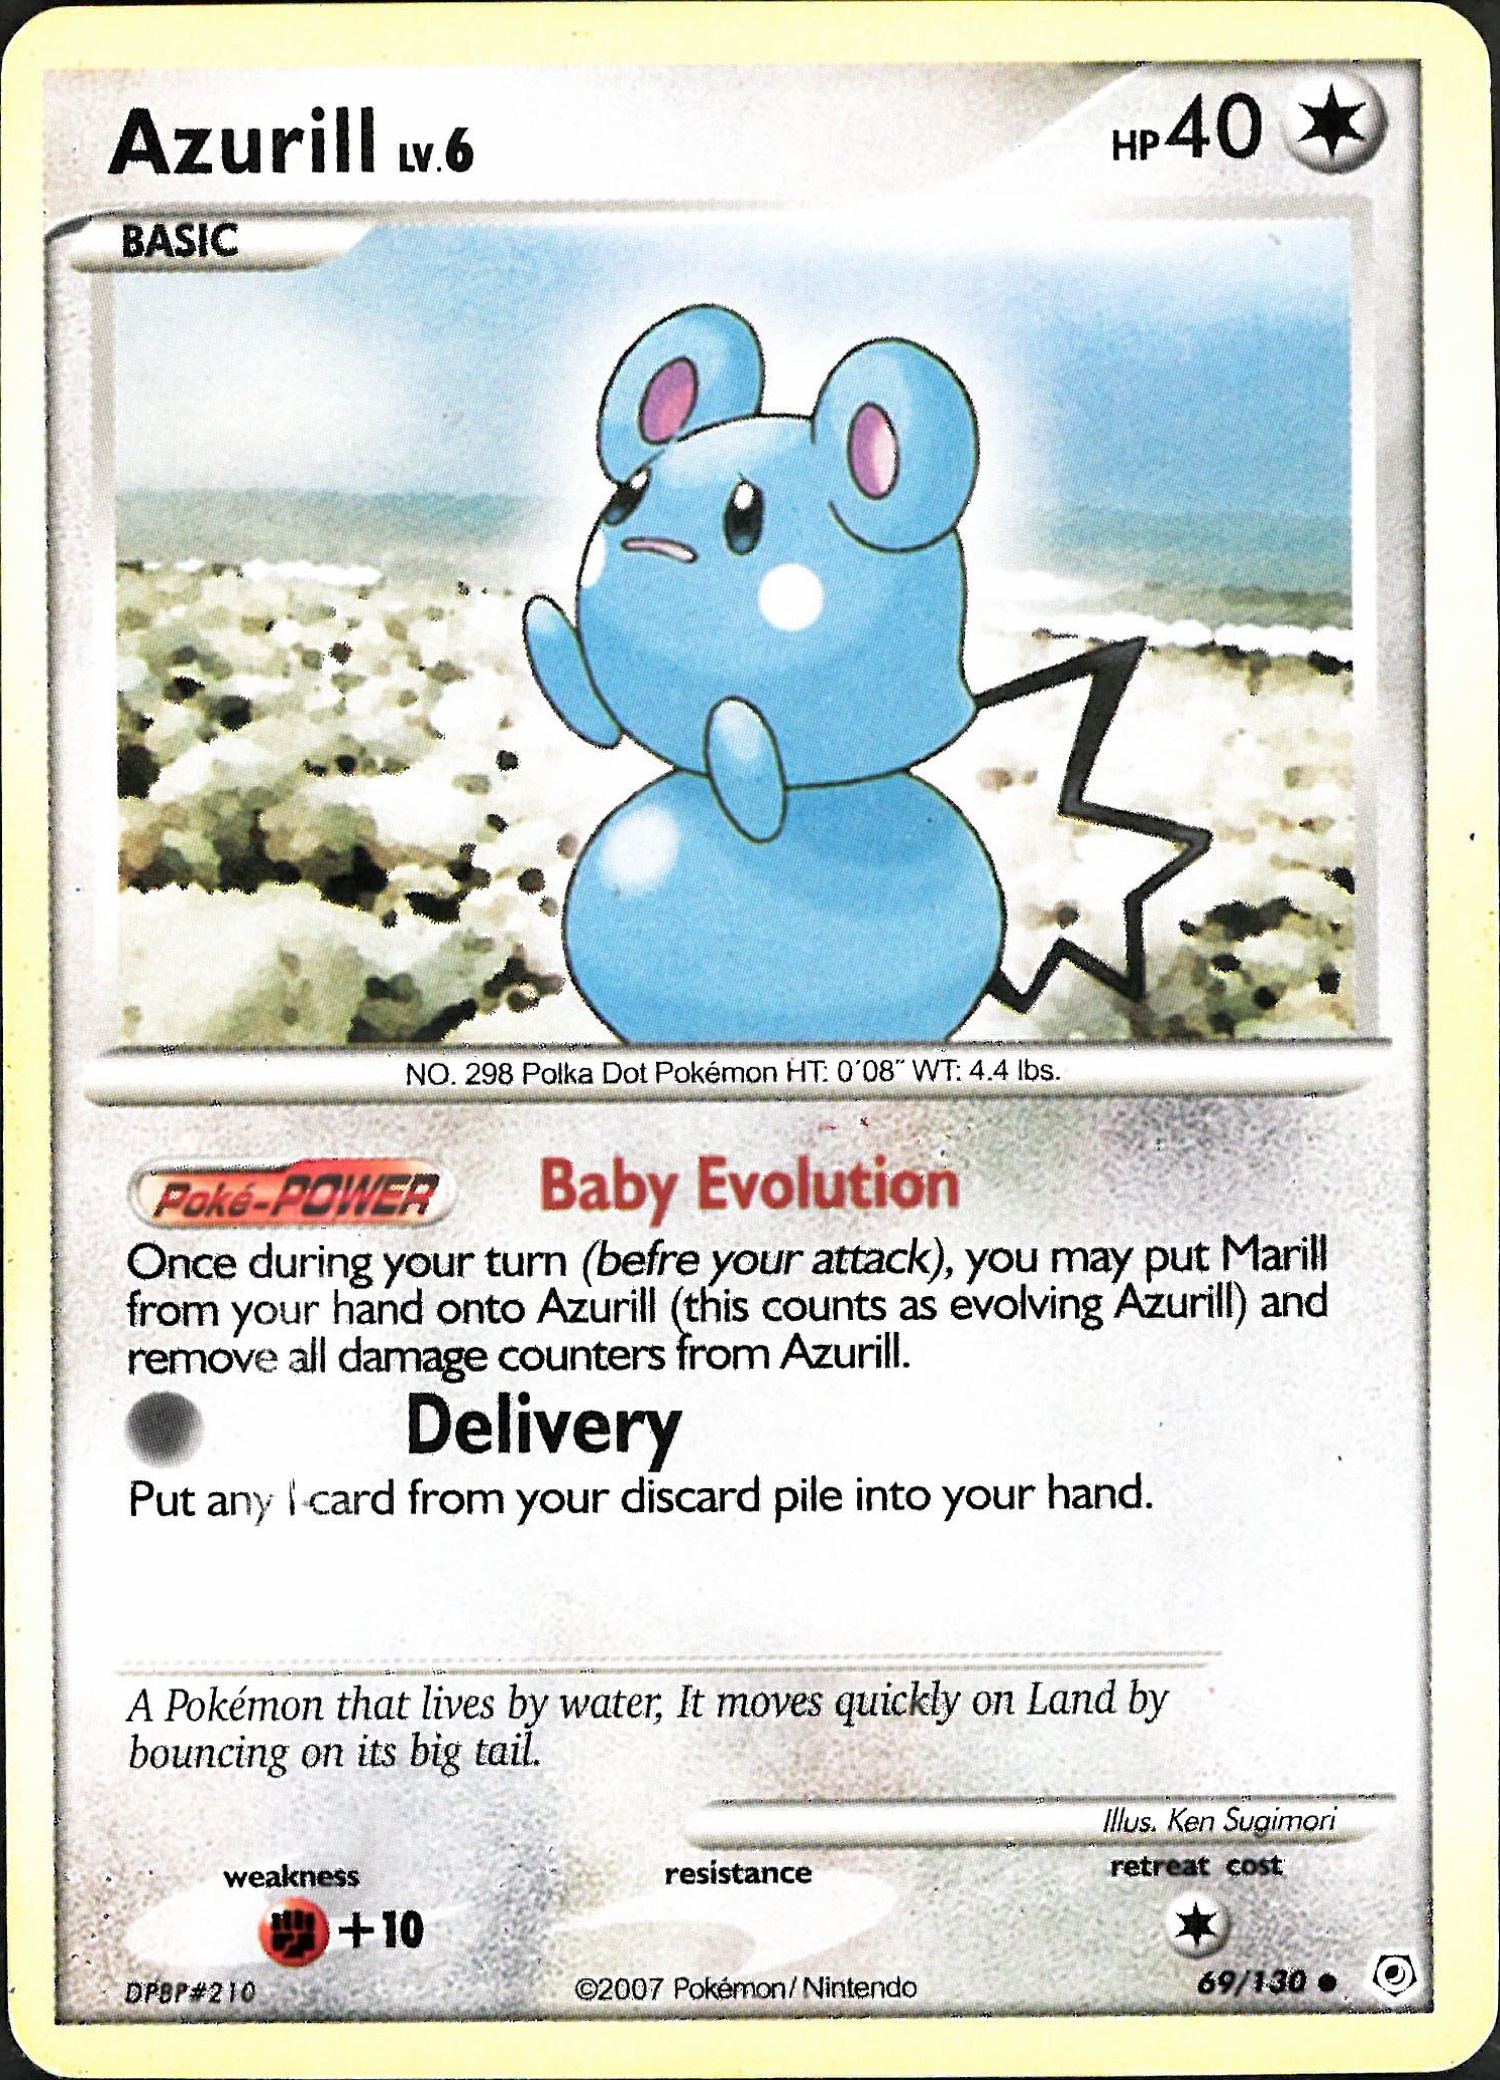 Azurill LV.6
HP 40
BASIC
NO. 298 Polka Dot Pokémon HT: 0'08" WT: 4.4 lbs.
Poké-POWER Baby Evolution
Once during your turn (befre your attack), you may put Marill
from your hand onto Azurill (this counts as evolving Azurill) and
remove all damage counters from Azurill.
Delivery
Put any 1 card from your discard pile into your hand.
A Pokémon that lives by water, It moves quickly on Land by
bouncing on its big tail.
Illus. Ken Sugimori
weakness resistance retreat cost
+10
DPBP#210 ©2007 Pokémon/Nintendo 69/130